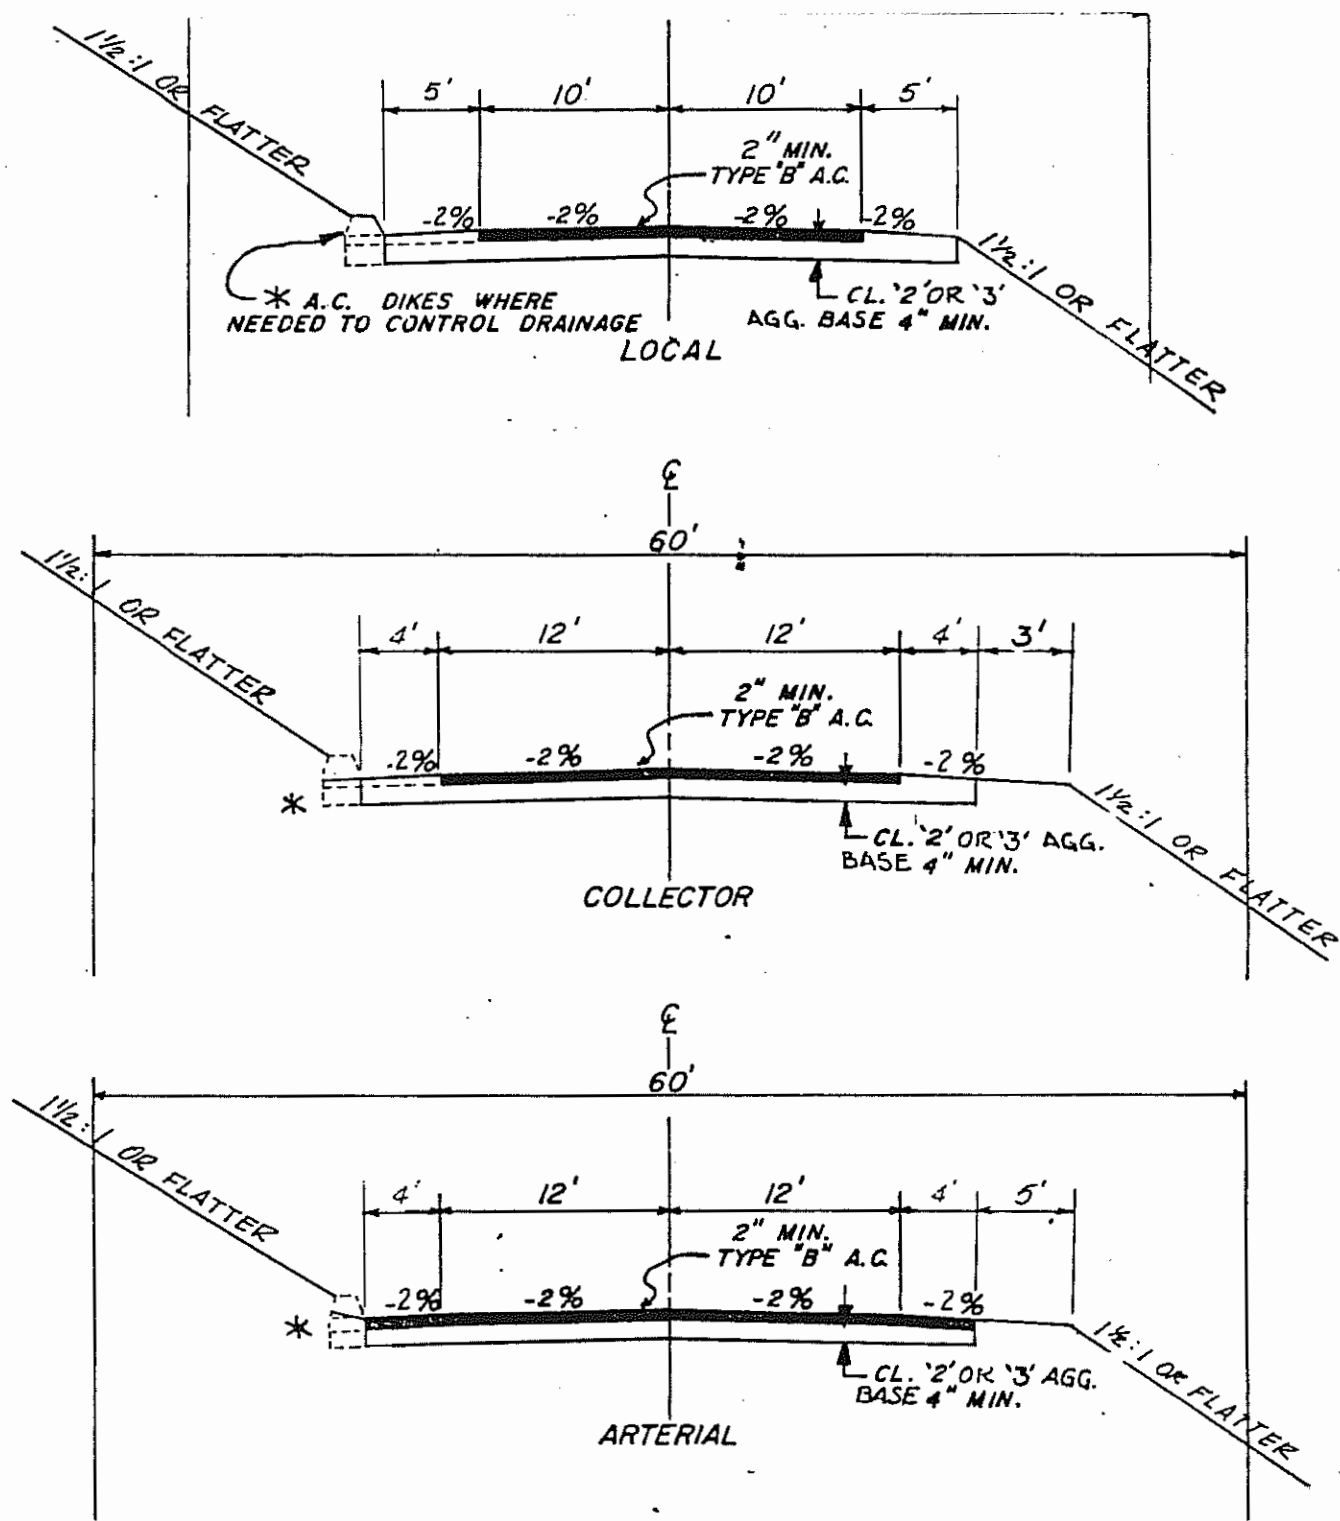 1½:1 OR FLATTER
5' 10' 10' 5'
2" MIN.
TYPE "B" A.C.
-2% -2% -2% -2%
1½:1 OR FLATTER
* A.C. DIKES WHERE
NEEDED TO CONTROL DRAINAGE
CL. '2' OR '3'
AGG. BASE 4" MIN.
LOCAL
℄
60'
1½:1 OR FLATTER
4' 12' 12' 4' 3'
2" MIN.
TYPE "B" A.C.
-2% -2% -2% -2%
*
1½:1 OR FLATTER
CL. '2' OR '3' AGG.
BASE 4" MIN.
COLLECTOR
℄
60'
1½:1 OR FLATTER
4' 12' 12' 4' 5'
2" MIN.
TYPE "B" A.C.
-2% -2% -2% -2%
*
1½:1 OR FLATTER
CL. '2' OR '3' AGG.
BASE 4" MIN.
ARTERIAL